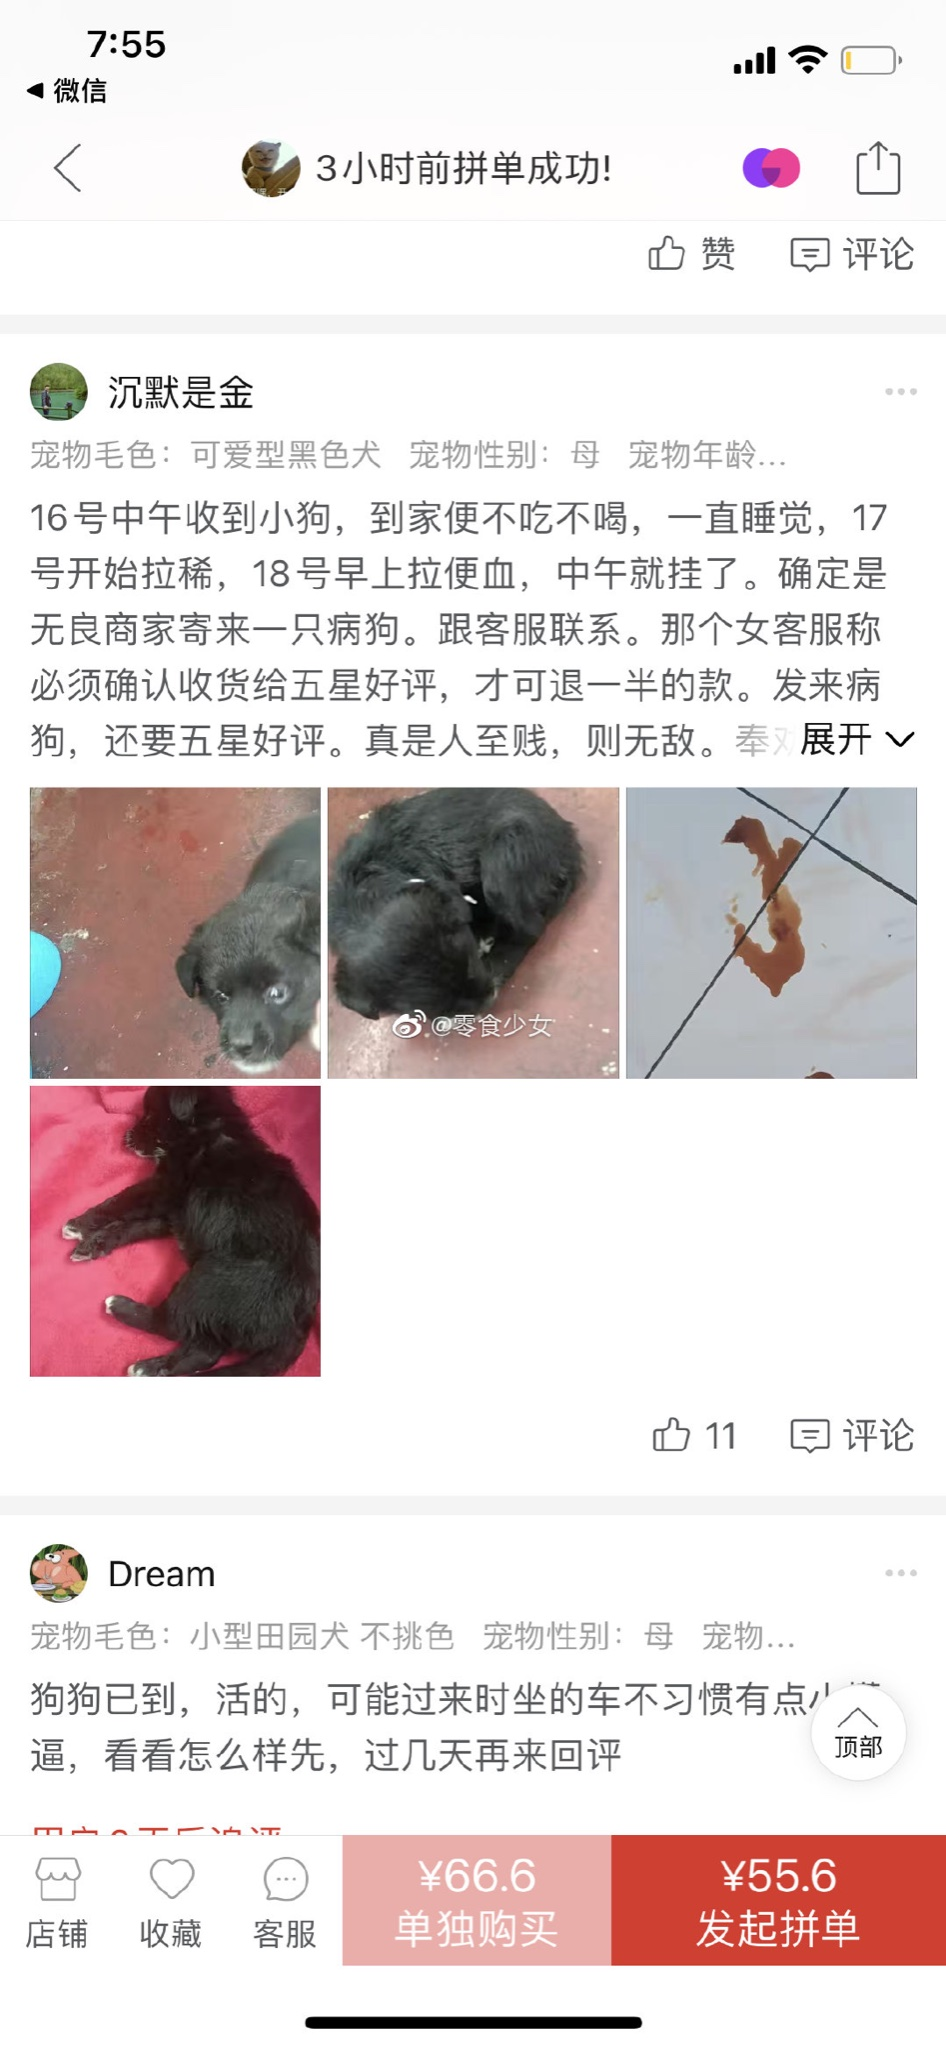 7:55
微信
3小时前拼单成功!
赞
评论
沉默是金
宠物毛色：可爱型黑色犬 宠物性别：母 宠物年龄...
16号中午收到小狗，到家便不吃不喝，一直睡觉，17
号开始拉稀，18号早上拉便血，中午就挂了。确定是
无良商家寄来一只病狗。跟客服联系。那个女客服称
必须确认收货给五星好评，才可退一半的款。发来病
狗，还要五星好评。真是人至贱，则无敌。奉劝展开
@零食少女
11
评论
Dream
宠物毛色：小型田园犬 不挑色 宠物性别：母 宠物...
狗狗已到，活的，可能过来时坐的车不习惯有点小
逼，看看怎么样先，过几天再来回评
顶部
店铺
收藏
客服
¥66.6
单独购买
¥55.6
发起拼单